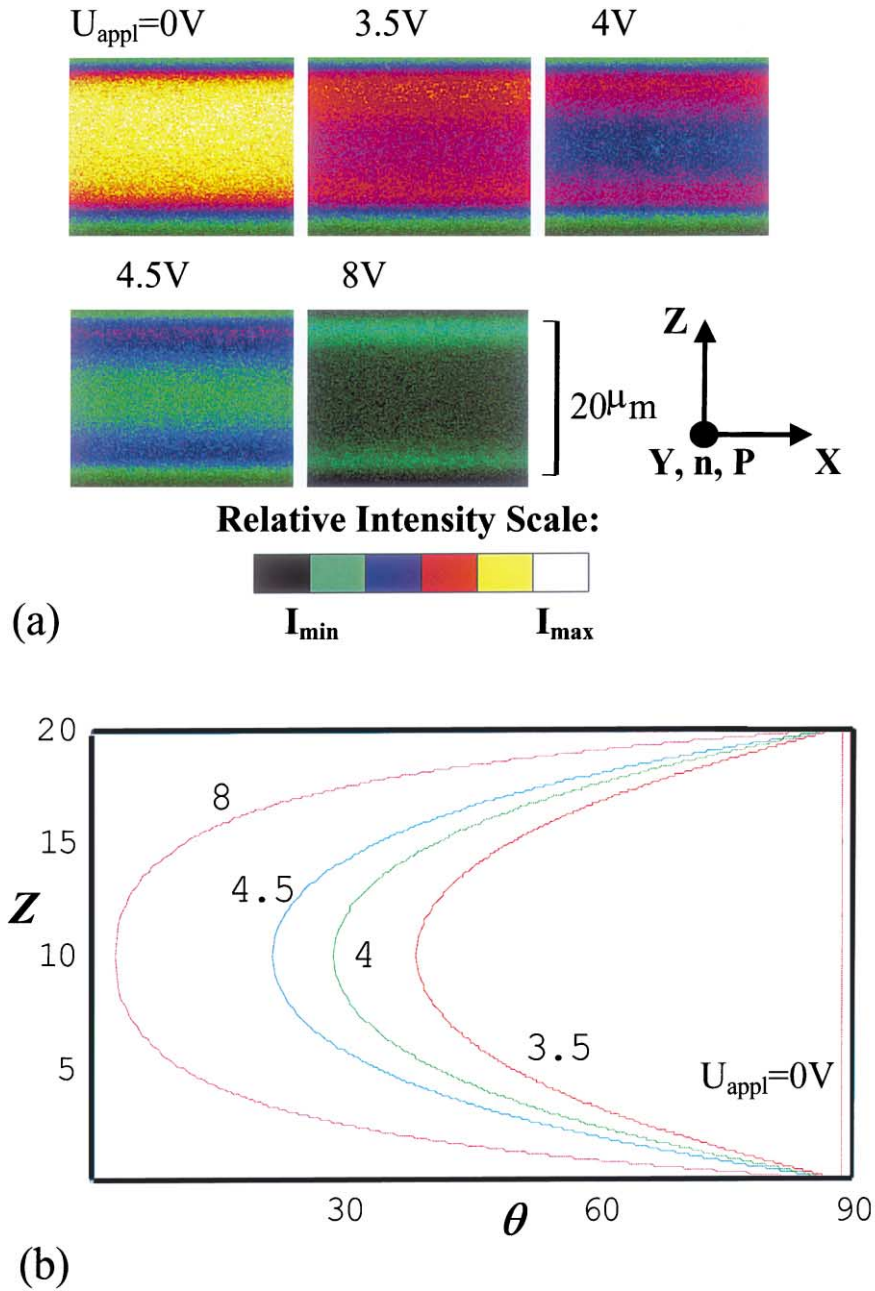 U_appl=0V 3.5V 4V
4.5V 8V
20μm
Z
Y, n, P X
Relative Intensity Scale:
I_min I_max
(a)
20
15
10
5
Z
8
4.5
4
3.5
U_appl=0V
30 60 90
θ
(b)